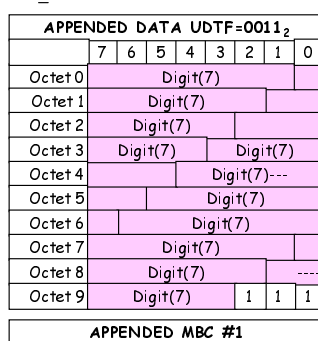 APPENDED DATA UDTF=0011₂
7 6 5 4 3 2 1 0
Octet 0 Digit(7)
Octet 1 Digit(7)
Octet 2 Digit(7)
Octet 3 Digit(7) Digit(7)
Octet 4 Digit(7)---
Octet 5 Digit(7)
Octet 6 Digit(7)
Octet 7 Digit(7)
Octet 8 Digit(7) ----
Octet 9 Digit(7) 1 1 1
APPENDED MBC #1